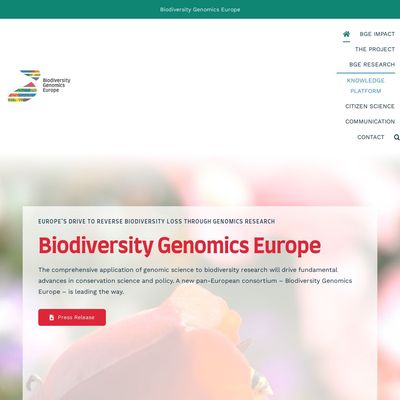 Biodiversity Genomics Europe
BGE IMPACT
THE PROJECT
BGE RESEARCH
KNOWLEDGE
PLATFORM
CITIZEN SCIENCE
COMMUNICATION
CONTACT
Biodiversity
Genomics
Europe
EUROPE'S DRIVE TO REVERSE BIODIVERSITY LOSS THROUGH GENOMICS RESEARCH
Biodiversity Genomics Europe
The comprehensive application of genomic science to biodiversity research will drive fundamental
advances in conservation science and policy. A new pan-European consortium – Biodiversity Genomics
Europe – is leading the way.
Press Release